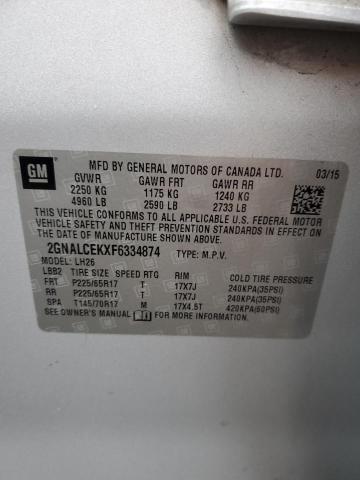 GM
MFD BY GENERAL MOTORS OF CANADA LTD. 03/15
GVWR GAWR FRT GAWR RR
2250 KG 1175 KG 1240 KG
4960 LB 2590 LB 2733 LB
THIS VEHICLE CONFORMS TO ALL APPLICABLE U.S. FEDERAL MOTOR
VEHICLE SAFETY AND THEFT PREVENTION STANDARDS IN EFFECT ON
THE DATE OF MANUFACTURE SHOWN ABOVE.
2GNALCEKXF6334874 TYPE: M.P.V.
MODEL: LH26
LBB2 TIRE SIZE SPEED RTG RIM COLD TIRE PRESSURE
FRT P225/65R17 T 17X7J 240KPA(35PSI)
RR P225/65R17 T 17X7J 240KPA(35PSI)
SPA T145/70R17 M 17X4.5T 420KPA(60PSI)
SEE OWNER'S MANUAL FOR ADDITIONAL INFORMATION